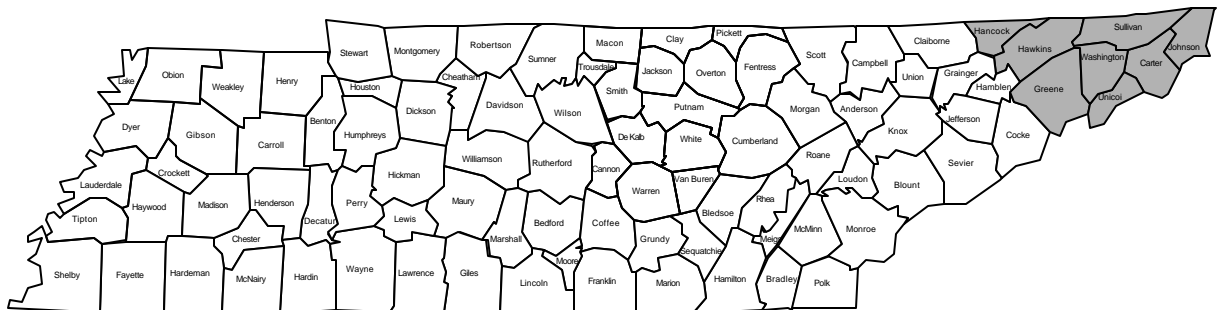 Stewart
Montgomery
Robertson
Sumner
Macon
Clay
Pickett
Scott
Campbell
Claiborne
Hancock
Hawkins
Sullivan
Johnson
Lake
Obion
Weakley
Henry
Houston
Cheatham
Trousdale
Jackson
Overton
Fentress
Union
Grainger
Hamblen
Greene
Washington
Carter
Unicoi
Dyer
Gibson
Carroll
Benton
Humphreys
Dickson
Davidson
Wilson
Smith
Putnam
Morgan
Anderson
Knox
Jefferson
Cocke
De Kalb
White
Cumberland
Roane
Loudon
Blount
Sevier
Lauderdale
Crockett
Haywood
Madison
Henderson
Decatur
Perry
Hickman
Williamson
Rutherford
Cannon
Warren
Van Buren
Bledsoe
Rhea
Tipton
Chester
Lewis
Maury
Marshall
Bedford
Coffee
Grundy
Sequatchie
Meigs
McMinn
Monroe
Shelby
Fayette
Hardeman
McNairy
Hardin
Wayne
Lawrence
Giles
Lincoln
Moore
Franklin
Marion
Hamilton
Bradley
Polk